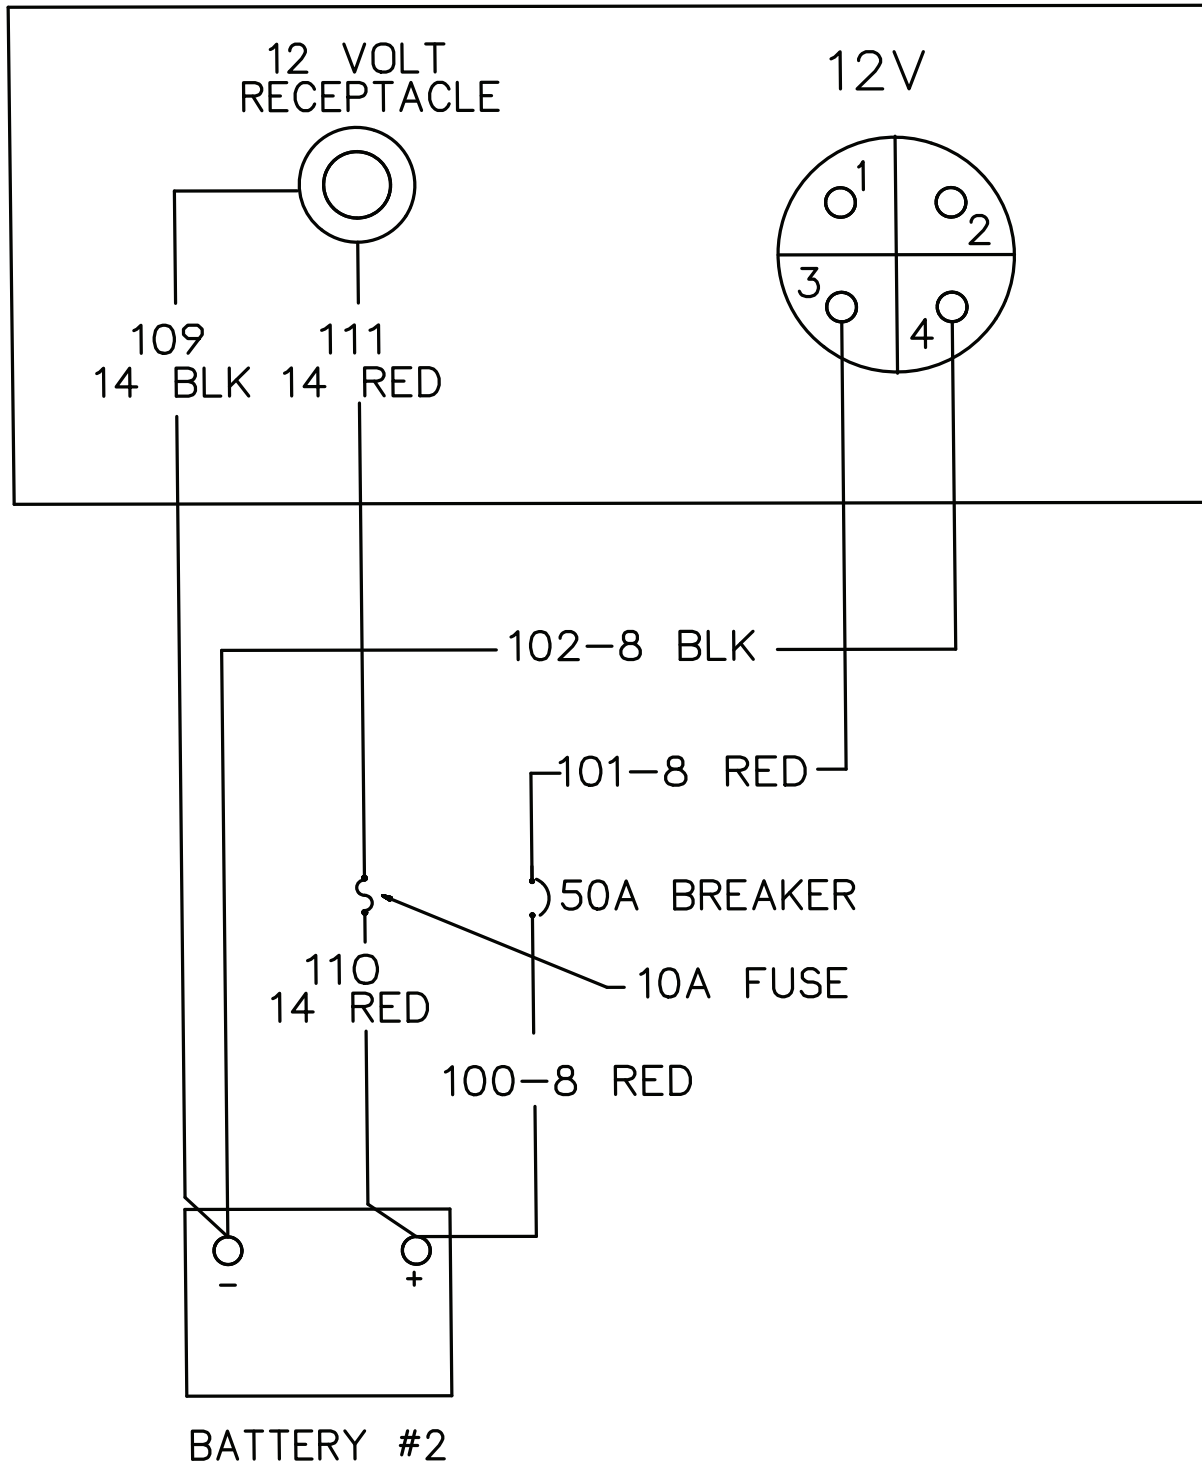 12 VOLT
RECEPTACLE
12V
1
2
3
4
109
14 BLK
111
14 RED
102-8 BLK
101-8 RED
50A BREAKER
10A FUSE
110
14 RED
100-8 RED
- +
BATTERY #2